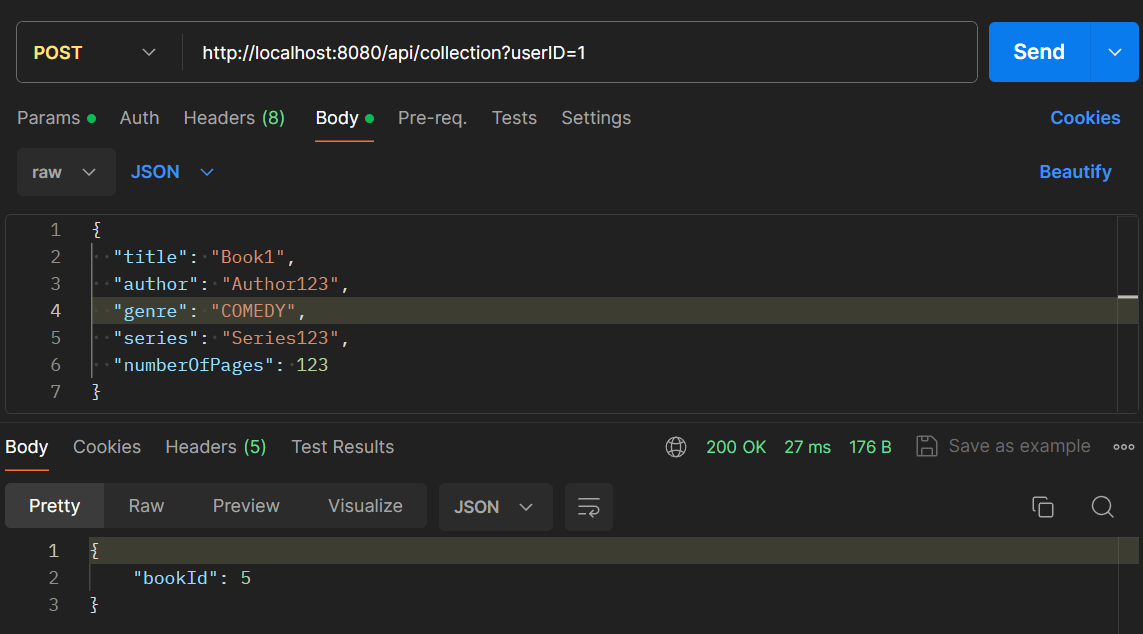 POST http://localhost:8080/api/collection?userID=1 Send
Params Auth Headers (8) Body Pre-req. Tests Settings Cookies
raw JSON Beautify
1 {
2 "title": "Book1",
3 "author": "Author123",
4 "genre": "COMEDY",
5 "series": "Series123",
6 "numberOfPages": 123
7 }
Body Cookies Headers (5) Test Results 200 OK 27 ms 176 B Save as example
Pretty Raw Preview Visualize JSON
1 {
2 "bookId": 5
3 }